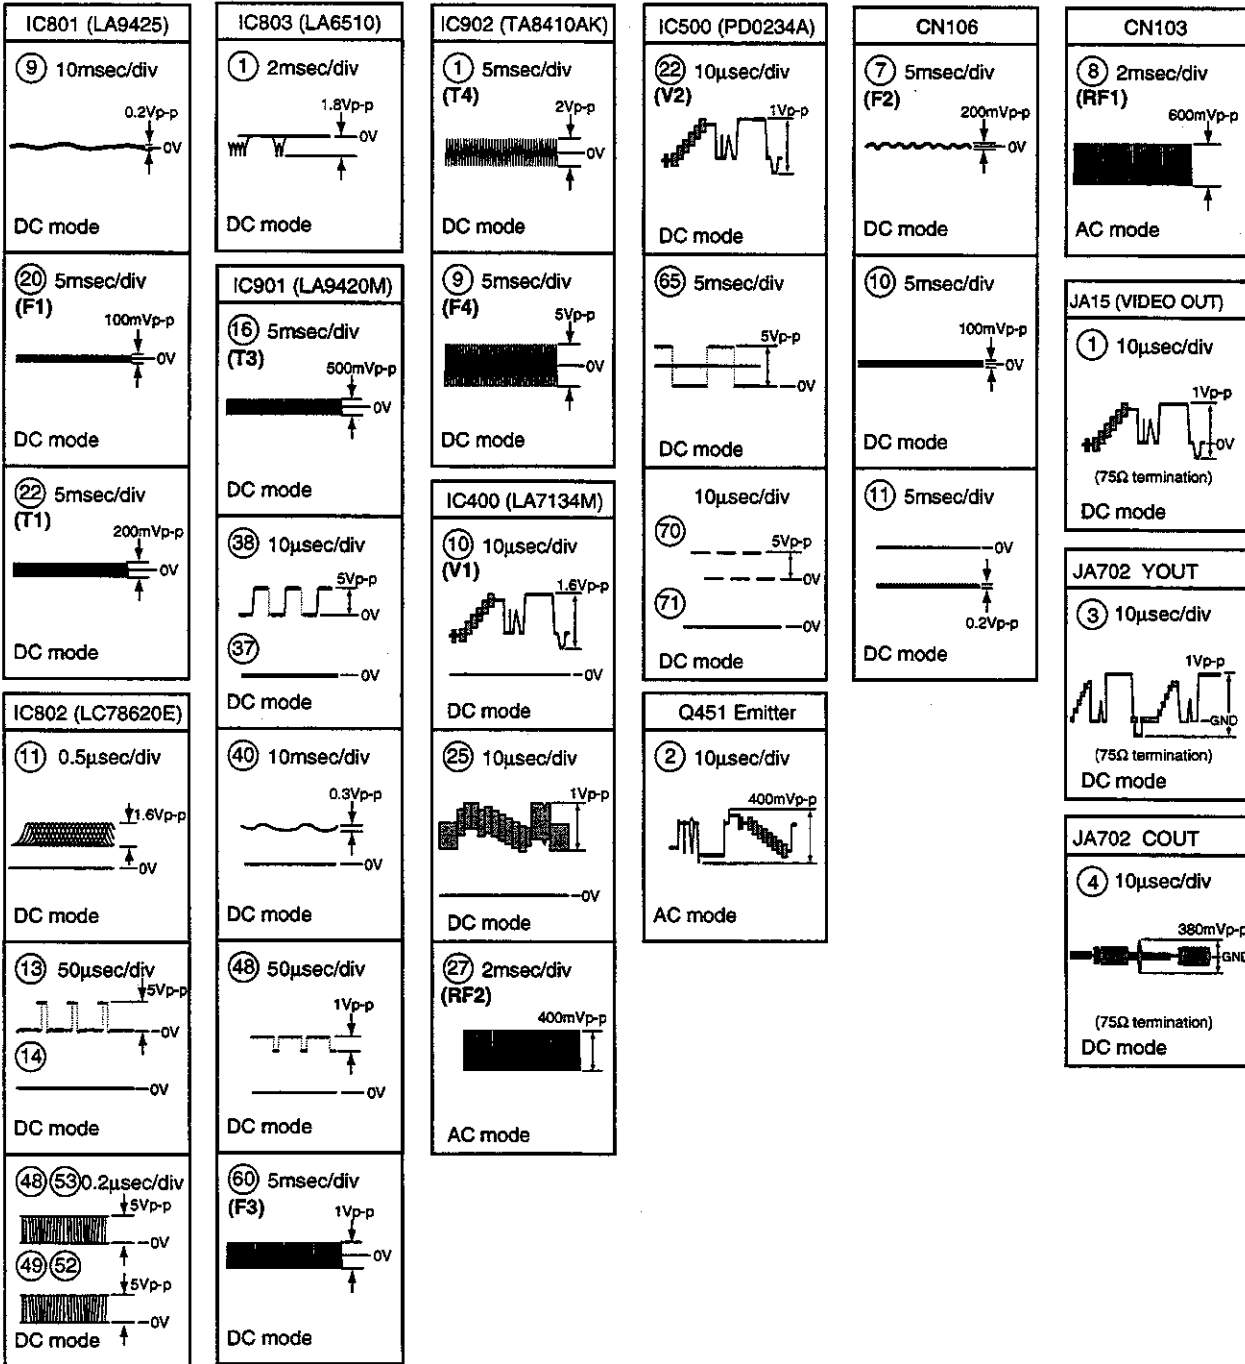 IC801 (LA9425)
9 10msec/div
0.2Vp-p
0V
DC mode
20 5msec/div
(F1)
100mVp-p
0V
DC mode
22 5msec/div
(T1)
200mVp-p
0V
DC mode
IC802 (LC78620E)
11 0.5µsec/div
1.6Vp-p
0V
DC mode
13 50µsec/div
5Vp-p
0V
14
0V
DC mode
48 53 0.2µsec/div
5Vp-p
0V
49 52
5Vp-p
0V
DC mode
IC803 (LA6510)
1 2msec/div
1.8Vp-p
0V
DC mode
IC901 (LA9420M)
16 5msec/div
(T3)
500mVp-p
0V
DC mode
38 10µsec/div
5Vp-p
0V
37
0V
DC mode
40 10msec/div
0.3Vp-p
0V
DC mode
48 50µsec/div
1Vp-p
0V
DC mode
60 5msec/div
(F3)
1Vp-p
0V
DC mode
IC902 (TA8410AK)
1 5msec/div
(T4)
2Vp-p
0V
DC mode
9 5msec/div
(F4)
5Vp-p
0V
DC mode
IC400 (LA7134M)
10 10µsec/div
(V1)
1.6Vp-p
0V
DC mode
25 10µsec/div
1Vp-p
0V
DC mode
27 2msec/div
(RF2)
400mVp-p
AC mode
IC500 (PD0234A)
22 10µsec/div
(V2)
1Vp-p
DC mode
65 5msec/div
5Vp-p
0V
DC mode
10µsec/div
70
5Vp-p
0V
71
0V
DC mode
Q451 Emitter
2 10µsec/div
400mVp-p
AC mode
CN106
7 5msec/div
(F2)
200mVp-p
0V
DC mode
10 5msec/div
100mVp-p
0V
DC mode
11 5msec/div
0V
0.2Vp-p
DC mode
CN103
8 2msec/div
(RF1)
600mVp-p
AC mode
JA15 (VIDEO OUT)
1 10µsec/div
1Vp-p
0V
(75Ω termination)
DC mode
JA702 YOUT
3 10µsec/div
1Vp-p
GND
(75Ω termination)
DC mode
JA702 COUT
4 10µsec/div
380mVp-p
GND
(75Ω termination)
DC mode